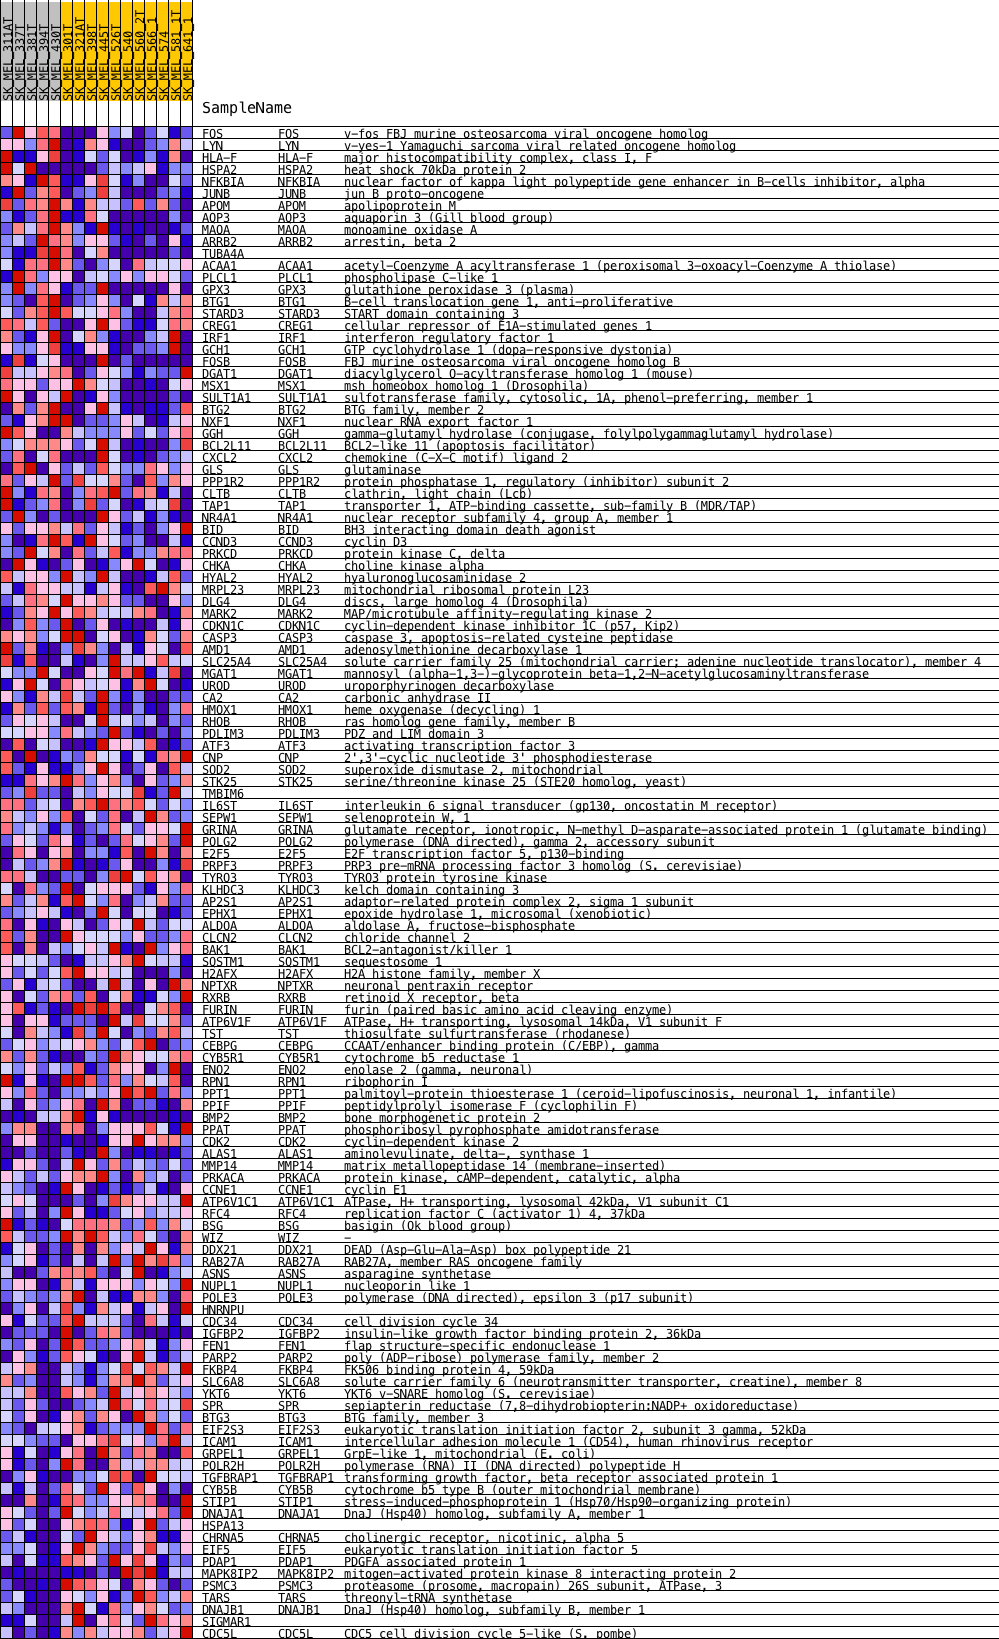 SK_MEL_311AT
SK_MEL_337T
SK_MEL_381T
SK_MEL_394T
SK_MEL_430T
SK_MEL_301T
SK_MEL_321AT
SK_MEL_398T
SK_MEL_445T
SK_MEL_526T
SK_MEL_540
SK_MEL_560_2T
SK_MEL_566_1
SK_MEL_574
SK_MEL_581_1T
SK_MEL_641_1
SampleName
FOS FOS v-fos FBJ murine osteosarcoma viral oncogene homolog
LYN LYN v-yes-1 Yamaguchi sarcoma viral related oncogene homolog
HLA-F HLA-F major histocompatibility complex, class I, F
HSPA2 HSPA2 heat shock 70kDa protein 2
NFKBIA NFKBIA nuclear factor of kappa light polypeptide gene enhancer in B-cells inhibitor, alpha
JUNB JUNB jun B proto-oncogene
APOM APOM apolipoprotein M
AQP3 AQP3 aquaporin 3 (Gill blood group)
MAOA MAOA monoamine oxidase A
ARRB2 ARRB2 arrestin, beta 2
TUBA4A
ACAA1 ACAA1 acetyl-Coenzyme A acyltransferase 1 (peroxisomal 3-oxoacyl-Coenzyme A thiolase)
PLCL1 PLCL1 phospholipase C-like 1
GPX3 GPX3 glutathione peroxidase 3 (plasma)
BTG1 BTG1 B-cell translocation gene 1, anti-proliferative
STARD3 STARD3 START domain containing 3
CREG1 CREG1 cellular repressor of E1A-stimulated genes 1
IRF1 IRF1 interferon regulatory factor 1
GCH1 GCH1 GTP cyclohydrolase 1 (dopa-responsive dystonia)
FOSB FOSB FBJ murine osteosarcoma viral oncogene homolog B
DGAT1 DGAT1 diacylglycerol O-acyltransferase homolog 1 (mouse)
MSX1 MSX1 msh homeobox homolog 1 (Drosophila)
SULT1A1 SULT1A1 sulfotransferase family, cytosolic, 1A, phenol-preferring, member 1
BTG2 BTG2 BTG family, member 2
NXF1 NXF1 nuclear RNA export factor 1
GGH GGH gamma-glutamyl hydrolase (conjugase, folylpolygammaglutamyl hydrolase)
BCL2L11 BCL2L11 BCL2-like 11 (apoptosis facilitator)
CXCL2 CXCL2 chemokine (C-X-C motif) ligand 2
GLS GLS glutaminase
PPP1R2 PPP1R2 protein phosphatase 1, regulatory (inhibitor) subunit 2
CLTB CLTB clathrin, light chain (Lcb)
TAP1 TAP1 transporter 1, ATP-binding cassette, sub-family B (MDR/TAP)
NR4A1 NR4A1 nuclear receptor subfamily 4, group A, member 1
BID BID BH3 interacting domain death agonist
CCND3 CCND3 cyclin D3
PRKCD PRKCD protein kinase C, delta
CHKA CHKA choline kinase alpha
HYAL2 HYAL2 hyaluronoglucosaminidase 2
MRPL23 MRPL23 mitochondrial ribosomal protein L23
DLG4 DLG4 discs, large homolog 4 (Drosophila)
MARK2 MARK2 MAP/microtubule affinity-regulating kinase 2
CDKN1C CDKN1C cyclin-dependent kinase inhibitor 1C (p57, Kip2)
CASP3 CASP3 caspase 3, apoptosis-related cysteine peptidase
AMD1 AMD1 adenosylmethionine decarboxylase 1
SLC25A4 SLC25A4 solute carrier family 25 (mitochondrial carrier; adenine nucleotide translocator), member 4
MGAT1 MGAT1 mannosyl (alpha-1,3-)-glycoprotein beta-1,2-N-acetylglucosaminyltransferase
UROD UROD uroporphyrinogen decarboxylase
CA2 CA2 carbonic anhydrase II
HMOX1 HMOX1 heme oxygenase (decycling) 1
RHOB RHOB ras homolog gene family, member B
PDLIM3 PDLIM3 PDZ and LIM domain 3
ATF3 ATF3 activating transcription factor 3
CNP CNP 2',3'-cyclic nucleotide 3' phosphodiesterase
SOD2 SOD2 superoxide dismutase 2, mitochondrial
STK25 STK25 serine/threonine kinase 25 (STE20 homolog, yeast)
TMBIM6
IL6ST IL6ST interleukin 6 signal transducer (gp130, oncostatin M receptor)
SEPW1 SEPW1 selenoprotein W, 1
GRINA GRINA glutamate receptor, ionotropic, N-methyl D-asparate-associated protein 1 (glutamate binding)
POLG2 POLG2 polymerase (DNA directed), gamma 2, accessory subunit
E2F5 E2F5 E2F transcription factor 5, p130-binding
PRPF3 PRPF3 PRP3 pre-mRNA processing factor 3 homolog (S. cerevisiae)
TYRO3 TYRO3 TYRO3 protein tyrosine kinase
KLHDC3 KLHDC3 kelch domain containing 3
AP2S1 AP2S1 adaptor-related protein complex 2, sigma 1 subunit
EPHX1 EPHX1 epoxide hydrolase 1, microsomal (xenobiotic)
ALDOA ALDOA aldolase A, fructose-bisphosphate
CLCN2 CLCN2 chloride channel 2
BAK1 BAK1 BCL2-antagonist/killer 1
SQSTM1 SQSTM1 sequestosome 1
H2AFX H2AFX H2A histone family, member X
NPTXR NPTXR neuronal pentraxin receptor
RXRB RXRB retinoid X receptor, beta
FURIN FURIN furin (paired basic amino acid cleaving enzyme)
ATP6V1F ATP6V1F ATPase, H+ transporting, lysosomal 14kDa, V1 subunit F
TST TST thiosulfate sulfurtransferase (rhodanese)
CEBPG CEBPG CCAAT/enhancer binding protein (C/EBP), gamma
CYB5R1 CYB5R1 cytochrome b5 reductase 1
ENO2 ENO2 enolase 2 (gamma, neuronal)
RPN1 RPN1 ribophorin I
PPT1 PPT1 palmitoyl-protein thioesterase 1 (ceroid-lipofuscinosis, neuronal 1, infantile)
PPIF PPIF peptidylprolyl isomerase F (cyclophilin F)
BMP2 BMP2 bone morphogenetic protein 2
PPAT PPAT phosphoribosyl pyrophosphate amidotransferase
CDK2 CDK2 cyclin-dependent kinase 2
ALAS1 ALAS1 aminolevulinate, delta-, synthase 1
MMP14 MMP14 matrix metallopeptidase 14 (membrane-inserted)
PRKACA PRKACA protein kinase, cAMP-dependent, catalytic, alpha
CCNE1 CCNE1 cyclin E1
ATP6V1C1 ATP6V1C1 ATPase, H+ transporting, lysosomal 42kDa, V1 subunit C1
RFC4 RFC4 replication factor C (activator 1) 4, 37kDa
BSG BSG basigin (Ok blood group)
WIZ WIZ -
DDX21 DDX21 DEAD (Asp-Glu-Ala-Asp) box polypeptide 21
RAB27A RAB27A RAB27A, member RAS oncogene family
ASNS ASNS asparagine synthetase
NUPL1 NUPL1 nucleoporin like 1
POLE3 POLE3 polymerase (DNA directed), epsilon 3 (p17 subunit)
HNRNPU
CDC34 CDC34 cell division cycle 34
IGFBP2 IGFBP2 insulin-like growth factor binding protein 2, 36kDa
FEN1 FEN1 flap structure-specific endonuclease 1
PARP2 PARP2 poly (ADP-ribose) polymerase family, member 2
FKBP4 FKBP4 FK506 binding protein 4, 59kDa
SLC6A8 SLC6A8 solute carrier family 6 (neurotransmitter transporter, creatine), member 8
YKT6 YKT6 YKT6 v-SNARE homolog (S. cerevisiae)
SPR SPR sepiapterin reductase (7,8-dihydrobiopterin:NADP+ oxidoreductase)
BTG3 BTG3 BTG family, member 3
EIF2S3 EIF2S3 eukaryotic translation initiation factor 2, subunit 3 gamma, 52kDa
ICAM1 ICAM1 intercellular adhesion molecule 1 (CD54), human rhinovirus receptor
GRPEL1 GRPEL1 GrpE-like 1, mitochondrial (E. coli)
POLR2H POLR2H polymerase (RNA) II (DNA directed) polypeptide H
TGFBRAP1 TGFBRAP1 transforming growth factor, beta receptor associated protein 1
CYB5B CYB5B cytochrome b5 type B (outer mitochondrial membrane)
STIP1 STIP1 stress-induced-phosphoprotein 1 (Hsp70/Hsp90-organizing protein)
DNAJA1 DNAJA1 DnaJ (Hsp40) homolog, subfamily A, member 1
HSPA13
CHRNA5 CHRNA5 cholinergic receptor, nicotinic, alpha 5
EIF5 EIF5 eukaryotic translation initiation factor 5
PDAP1 PDAP1 PDGFA associated protein 1
MAPK8IP2 MAPK8IP2 mitogen-activated protein kinase 8 interacting protein 2
PSMC3 PSMC3 proteasome (prosome, macropain) 26S subunit, ATPase, 3
TARS TARS threonyl-tRNA synthetase
DNAJB1 DNAJB1 DnaJ (Hsp40) homolog, subfamily B, member 1
SIGMAR1
CDC5L CDC5L CDC5 cell division cycle 5-like (S. pombe)